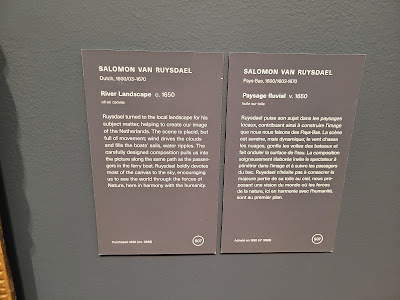 SALOMON VAN RUYSDAEL
Dutch, 1600/03–1670
River Landscape c. 1650
oil on canvas
Ruysdael turned to the local landscape for his
subject matter, helping to create our image
of the Netherlands. The scene is placid, but
full of movement; wind drives the clouds
and fills the boats' sails, water ripples. The
carefully designed composition pulls us into
the picture along the same path as the passen-
gers in the ferry boat. Ruysdael boldly devotes
most of the canvas to the sky, encouraging
us to see the world through the forces of
Nature, here in harmony with the humanity.
Purchased
507
SALOMON VAN RUYSDAEL
Pays-Bas, 1600/1603–1670
Paysage fluvial v. 1650
huile sur toile
Ruysdael puise son sujet dans les paysages
locaux, contribuant ainsi à construire l'image
que nous nous faisons des Pays-Bas. La scène
est sereine, mais dynamique; le vent chasse
les nuages, gonfle les voiles des bateaux et
fait onduler la surface de l'eau. La composition
soigneusement élaborée invite le spectateur à
pénétrer dans l'image et à suivre les passagers
du bac. Ruysdael n'hésite pas à consacrer la
majeure partie de sa toile au ciel, nous pro-
posant une vision du monde où les forces
de la nature, ici en harmonie avec l'humanité,
sont au premier plan.
Acheté en
507